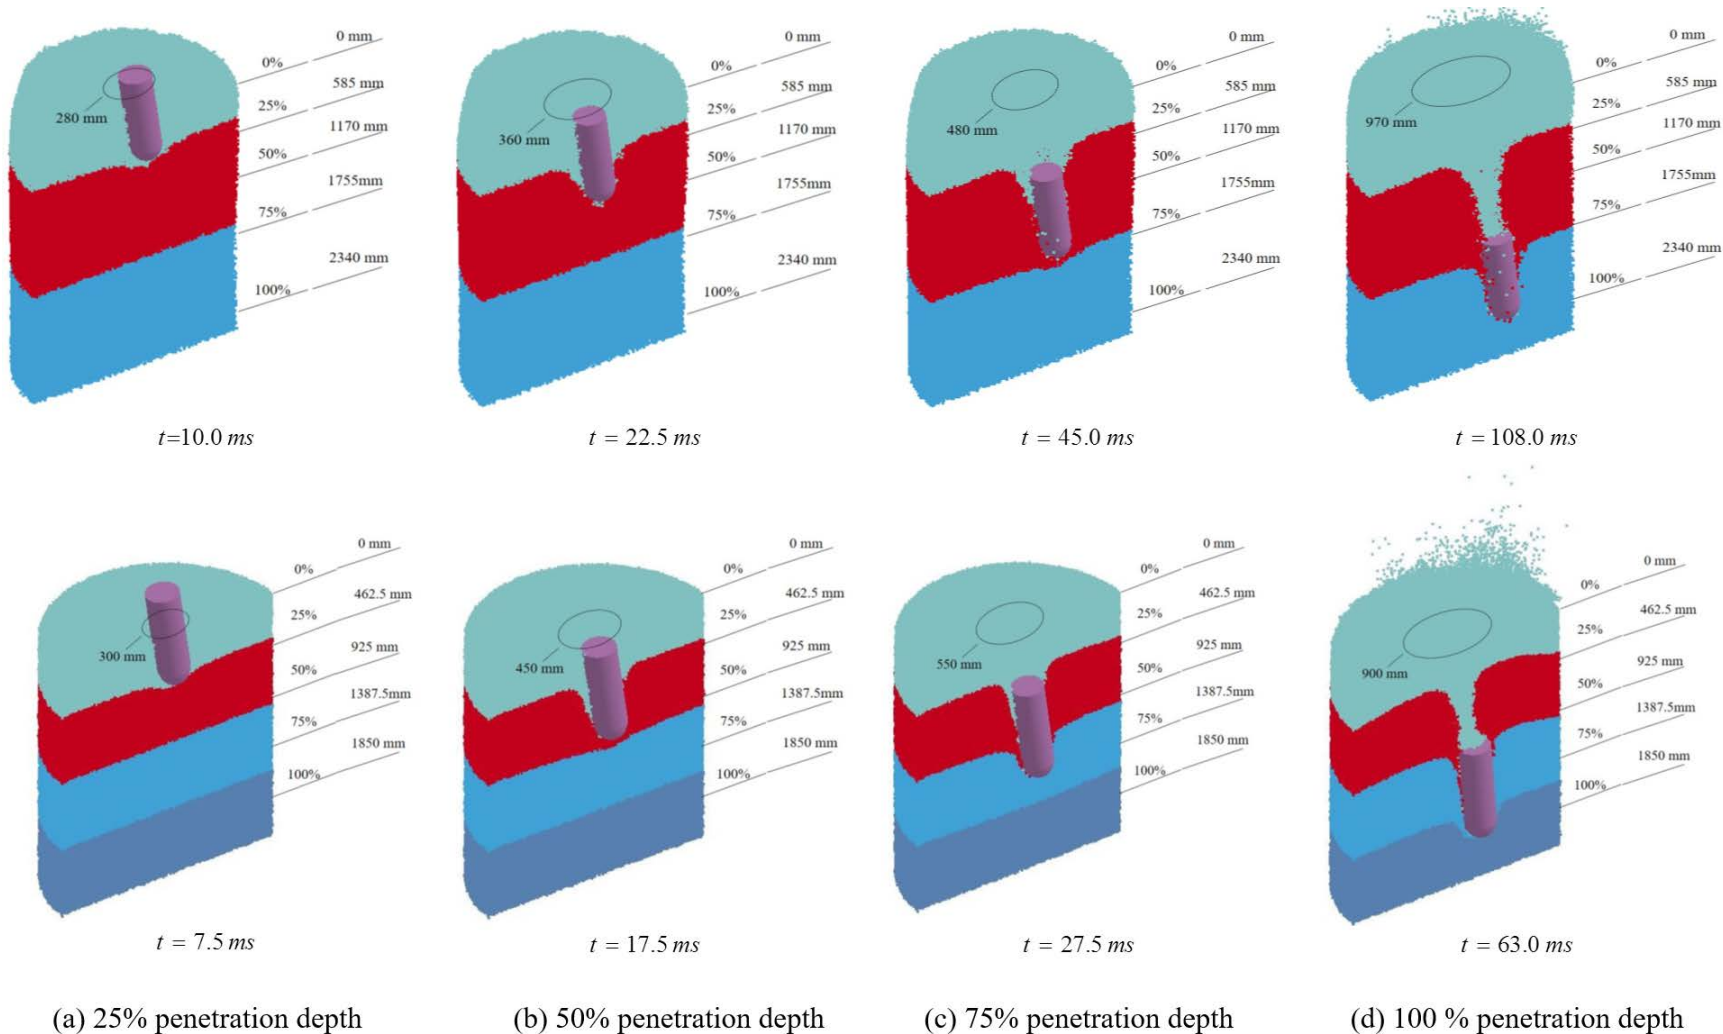 0 mm
0%
585 mm
25%
280 mm
1170 mm
50%
1755mm
75%
2340 mm
100%
t=10.0 ms
0 mm
0%
585 mm
25%
360 mm
1170 mm
50%
1755 mm
75%
2340 mm
100%
t = 22.5 ms
0 mm
0%
585 mm
25%
480 mm
1170 mm
50%
1755mm
75%
2340 mm
100%
t = 45.0 ms
0 mm
0%
585 mm
25%
970 mm
1170 mm
50%
1755mm
75%
2340 mm
100%
t = 108.0 ms
0 mm
0%
462.5 mm
25%
300 mm
925 mm
50%
1387.5mm
75%
1850 mm
100%
t = 7.5 ms
0 mm
0%
462.5 mm
25%
450 mm
925 mm
50%
1387.5mm
75%
1850 mm
100%
t = 17.5 ms
0 mm
0%
462.5 mm
25%
550 mm
925 mm
50%
1387.5mm
75%
1850 mm
100%
t = 27.5 ms
0 mm
0%
462.5 mm
25%
900 mm
925 mm
50%
1387.5mm
75%
1850 mm
100%
t = 63.0 ms
(a) 25% penetration depth
(b) 50% penetration depth
(c) 75% penetration depth
(d) 100 % penetration depth